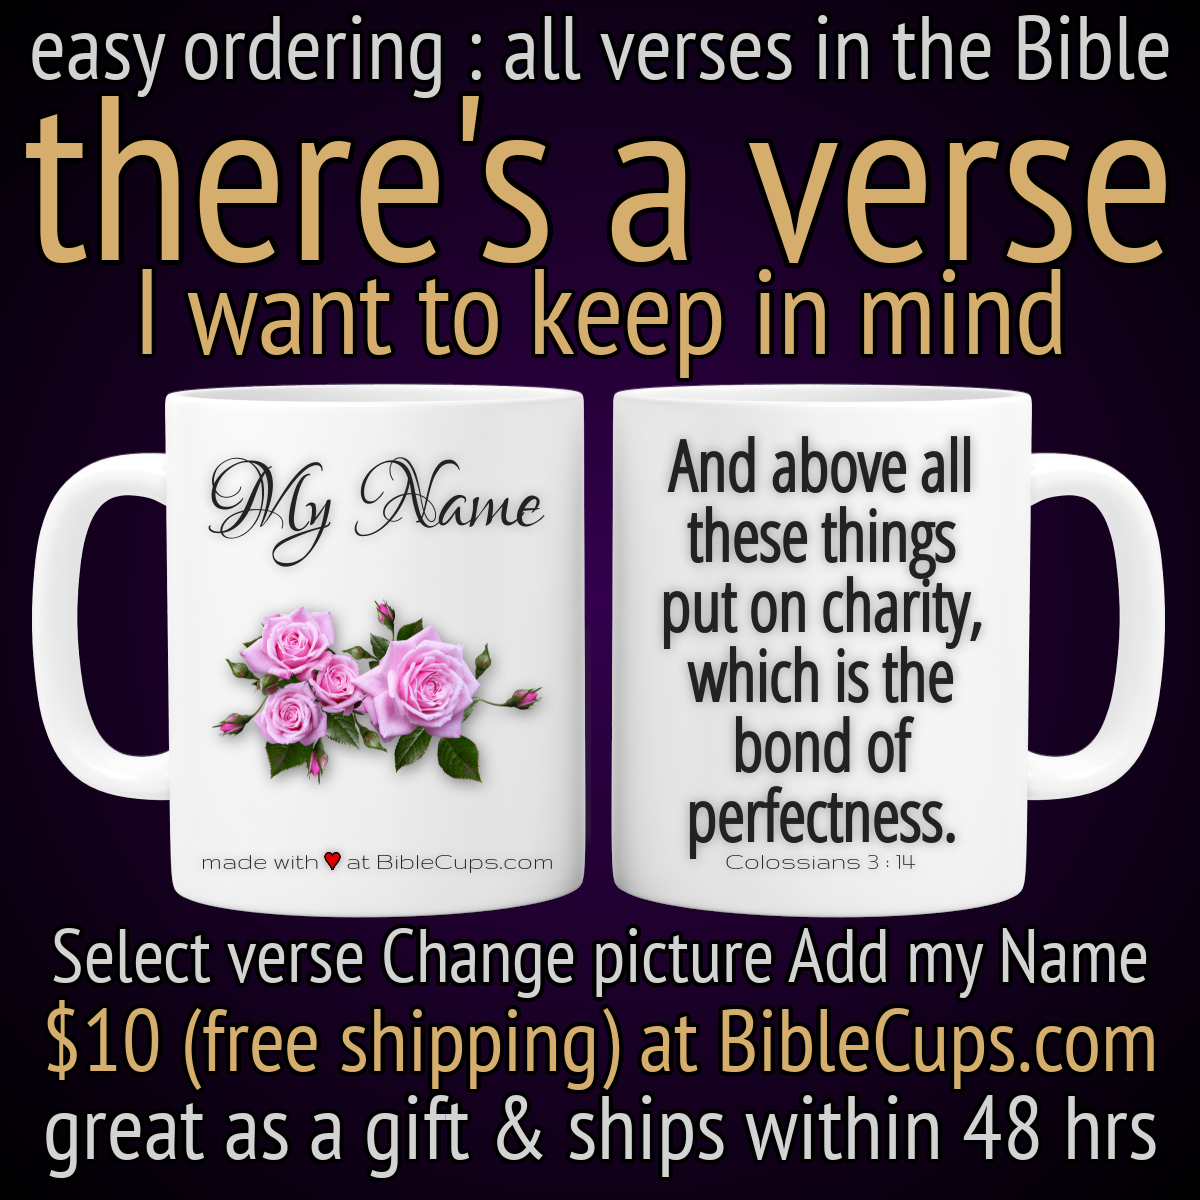 easy ordering : all verses in the Bible
there's a verse
I want to keep in mind
My Name
made with ♥ at BibleCups.com
And above all
these things
put on charity,
which is the
bond of
perfectness.
Colossians 3 : 14
Select verse Change picture Add my Name
$10 (free shipping) at BibleCups.com
great as a gift & ships within 48 hrs